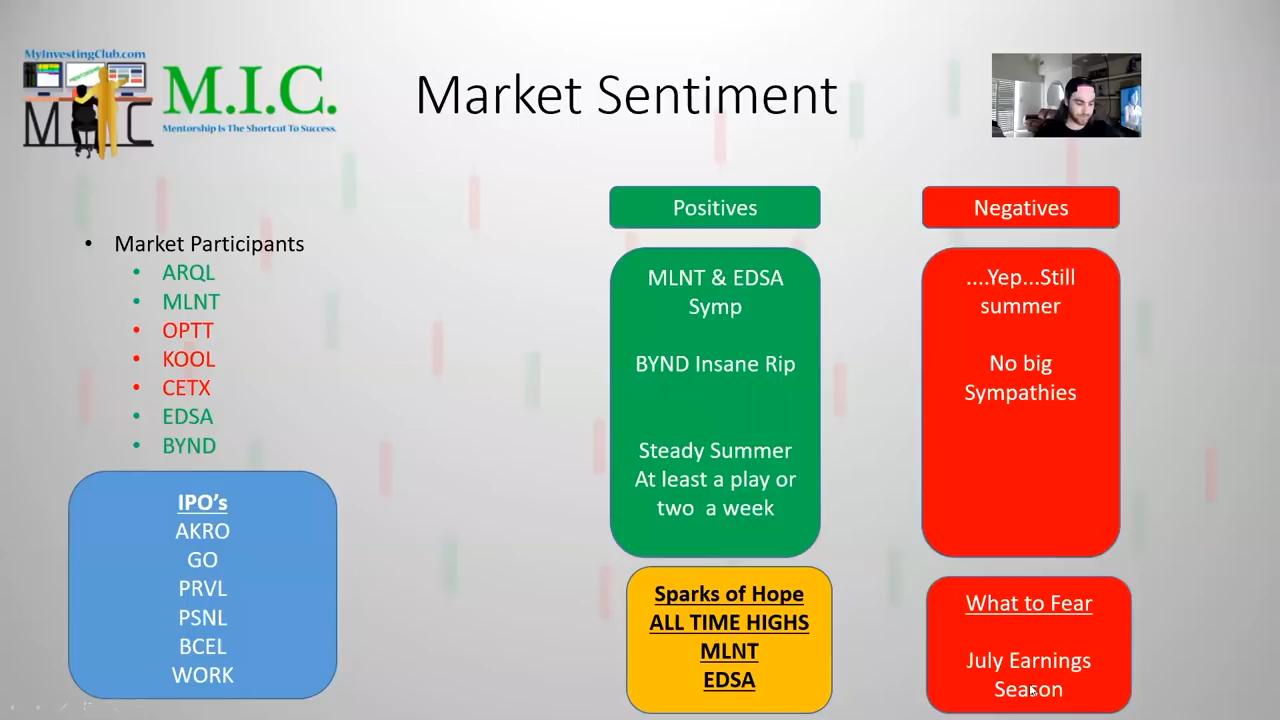 MyInvestingClub.com
M.I.C.
MIC
Mentorship Is The Shortcut To Success.
Market Sentiment
• Market Participants
• ARQL
• MLNT
• OPTT
• KOOL
• CETX
• EDSA
• BYND
IPO’s
AKRO
GO
PRVL
PSNL
BCEL
WORK
Positives
MLNT & EDSA
Symp
BYND Insane Rip
Steady Summer
At least a play or
two a week
Sparks of Hope
ALL TIME HIGHS
MLNT
EDSA
Negatives
....Yep...Still
summer
No big
Sympathies
What to Fear
July Earnings
Season